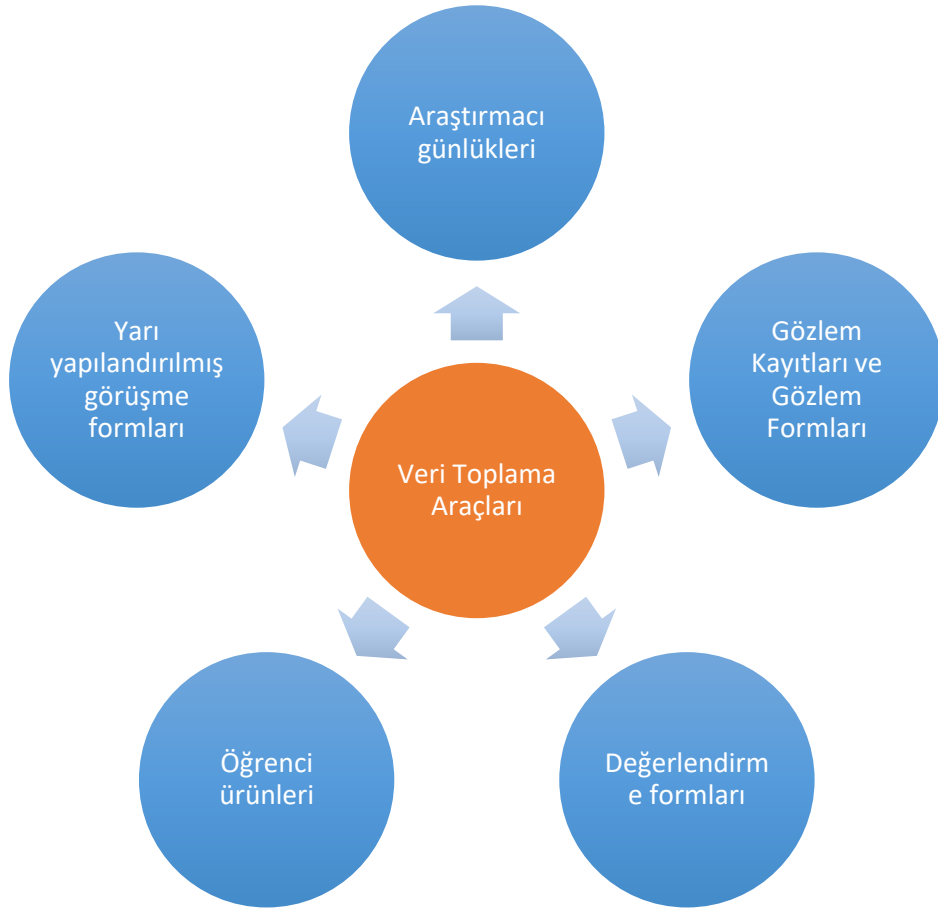 Araştırmacı
günlükleri
Gözlem
Kayıtları ve
Gözlem
Formları
Değerlendirm
e formları
Öğrenci
ürünleri
Yarı
yapılandırılmış
görüşme
formları
Veri Toplama
Araçları